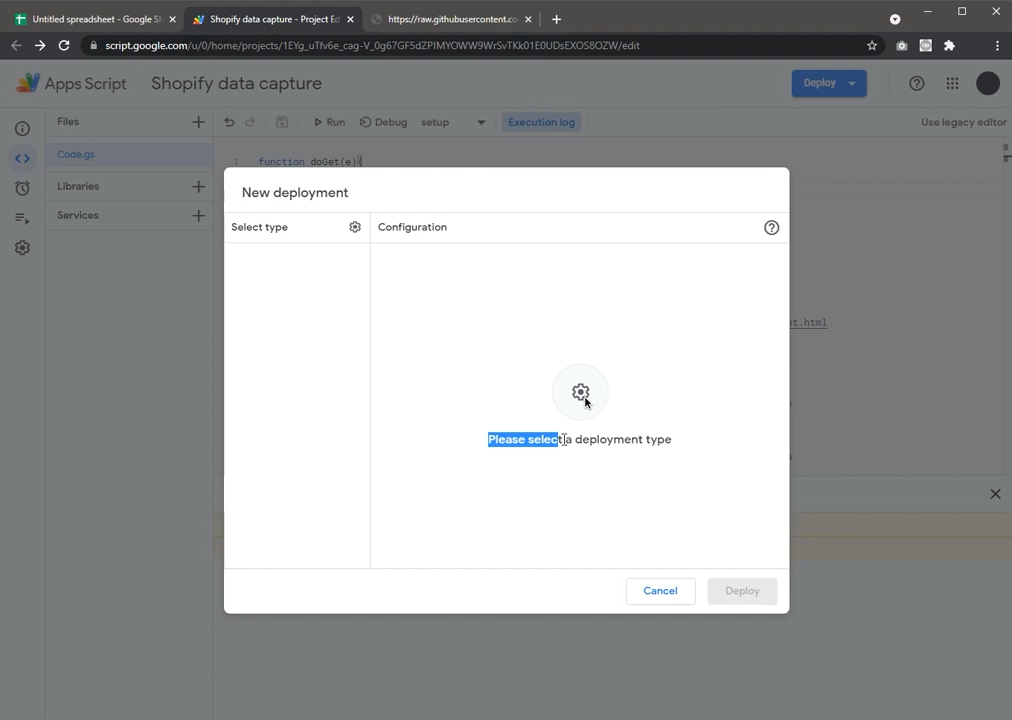 Untitled spreadsheet - Google Sh
Shopify data capture - Project Ed
https://raw.githubusercontent.co
script.google.com/u/0/home/projects/1EYg_uTfv6e_cag-V_0g67GF5dZPIMYOWW9WrSvTKk01E0UDsEXOS8OZW/edit
Apps Script
Shopify data capture
Deploy
Files
Run
Debug
setup
Execution log
Use legacy editor
Code.gs
1 function doGet(e){
Libraries
Services
New deployment
Select type
Configuration
pt.html
Please select a deployment type
Cancel
Deploy